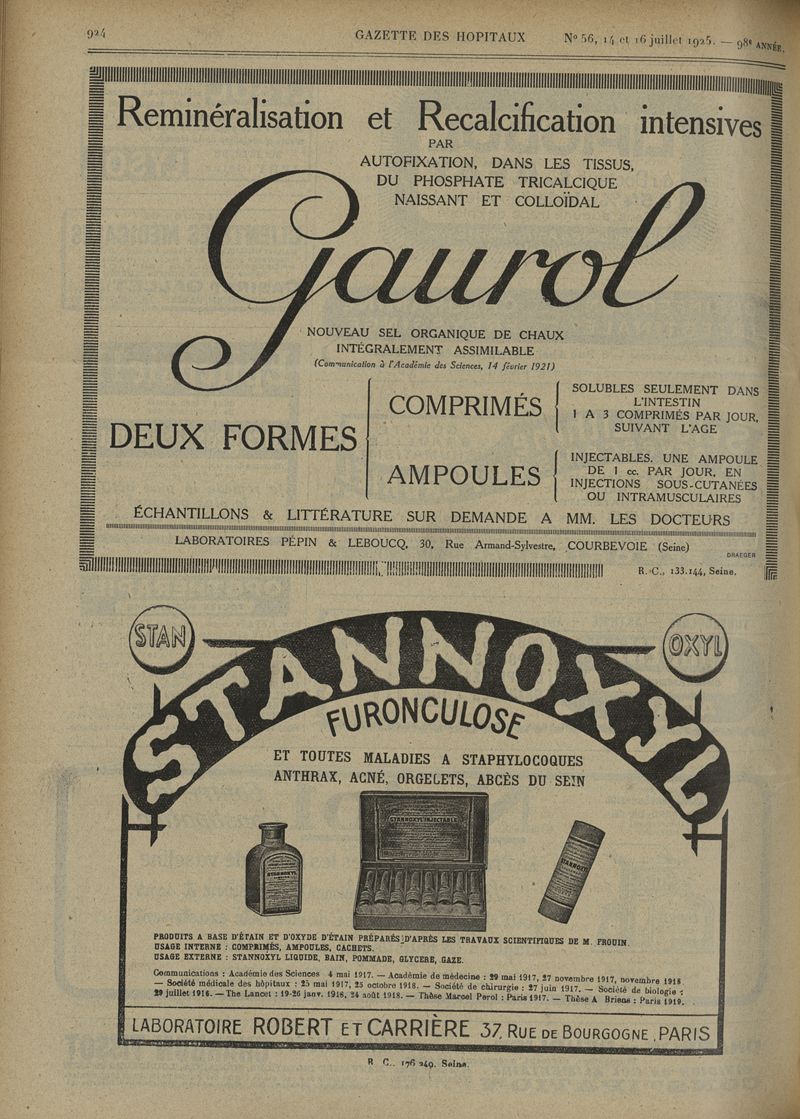 924 GAZETTE DES HOPITAUX N° 56, 14 et 16 juillet 1925. — 98e ANNÉE.
Reminéralisation et Recalcification intensives
PAR
AUTOFIXATION, DANS LES TISSUS,
DU PHOSPHATE TRICALCIQUE
NAISSANT ET COLLOÏDAL
Gaurol
NOUVEAU SEL ORGANIQUE DE CHAUX
INTÉGRALEMENT ASSIMILABLE
(Communication à l'Académie des Sciences, 14 février 1921)
DEUX FORMES
COMPRIMÉS
SOLUBLES SEULEMENT DANS
L'INTESTIN
1 A 3 COMPRIMÉS PAR JOUR,
SUIVANT L'AGE
AMPOULES
INJECTABLES. UNE AMPOULE
DE 1 cc. PAR JOUR, EN
INJECTIONS SOUS-CUTANÉES
OU INTRAMUSCULAIRES
ÉCHANTILLONS & LITTÉRATURE SUR DEMANDE A MM. LES DOCTEURS
LABORATOIRES PÉPIN & LEBOUCQ, 30, Rue Armand-Sylvestre, COURBEVOIE (Seine)
DRAEGER
R. C., 133.144, Seine.
STAN
OXYL
STANNOXYL
FURONCULOSE
ET TOUTES MALADIES A STAPHYLOCOQUES
ANTHRAX, ACNÉ, ORGELETS, ABCÈS DU SEIN
STANNOXYL
STANNOXYL INJECTABLE
STANNOXYL
PRODUITS A BASE D'ÉTAIN ET D'OXYDE D'ÉTAIN PRÉPARÉS D'APRÈS LES TRAVAUX SCIENTIFIQUES DE M. FROUIN.
USAGE INTERNE : COMPRIMÉS, AMPOULES, CACHETS.
USAGE EXTERNE : STANNOXYL LIQUIDE, BAIN, POMMADE, GLYCERE, GAZE.
Communications : Académie des Sciences 4 mai 1917. — Académie de médecine : 29 mai 1917, 27 novembre 1917, novembre 1918
— Société médicale des hôpitaux : 25 mai 1917, 25 octobre 1918. — Société de chirurgie : 27 juin 1917. — Société de biologie :
29 juillet 1916. — The Lancet : 19-26 janv. 1918, 24 août 1918. — Thèse Marcel Perol : Paris 1917. — Thèse A Briens : Paris 1919.
LABORATOIRE ROBERT ET CARRIÈRE 37, RUE DE BOURGOGNE, PARIS
R. C., 176 249. Seine.